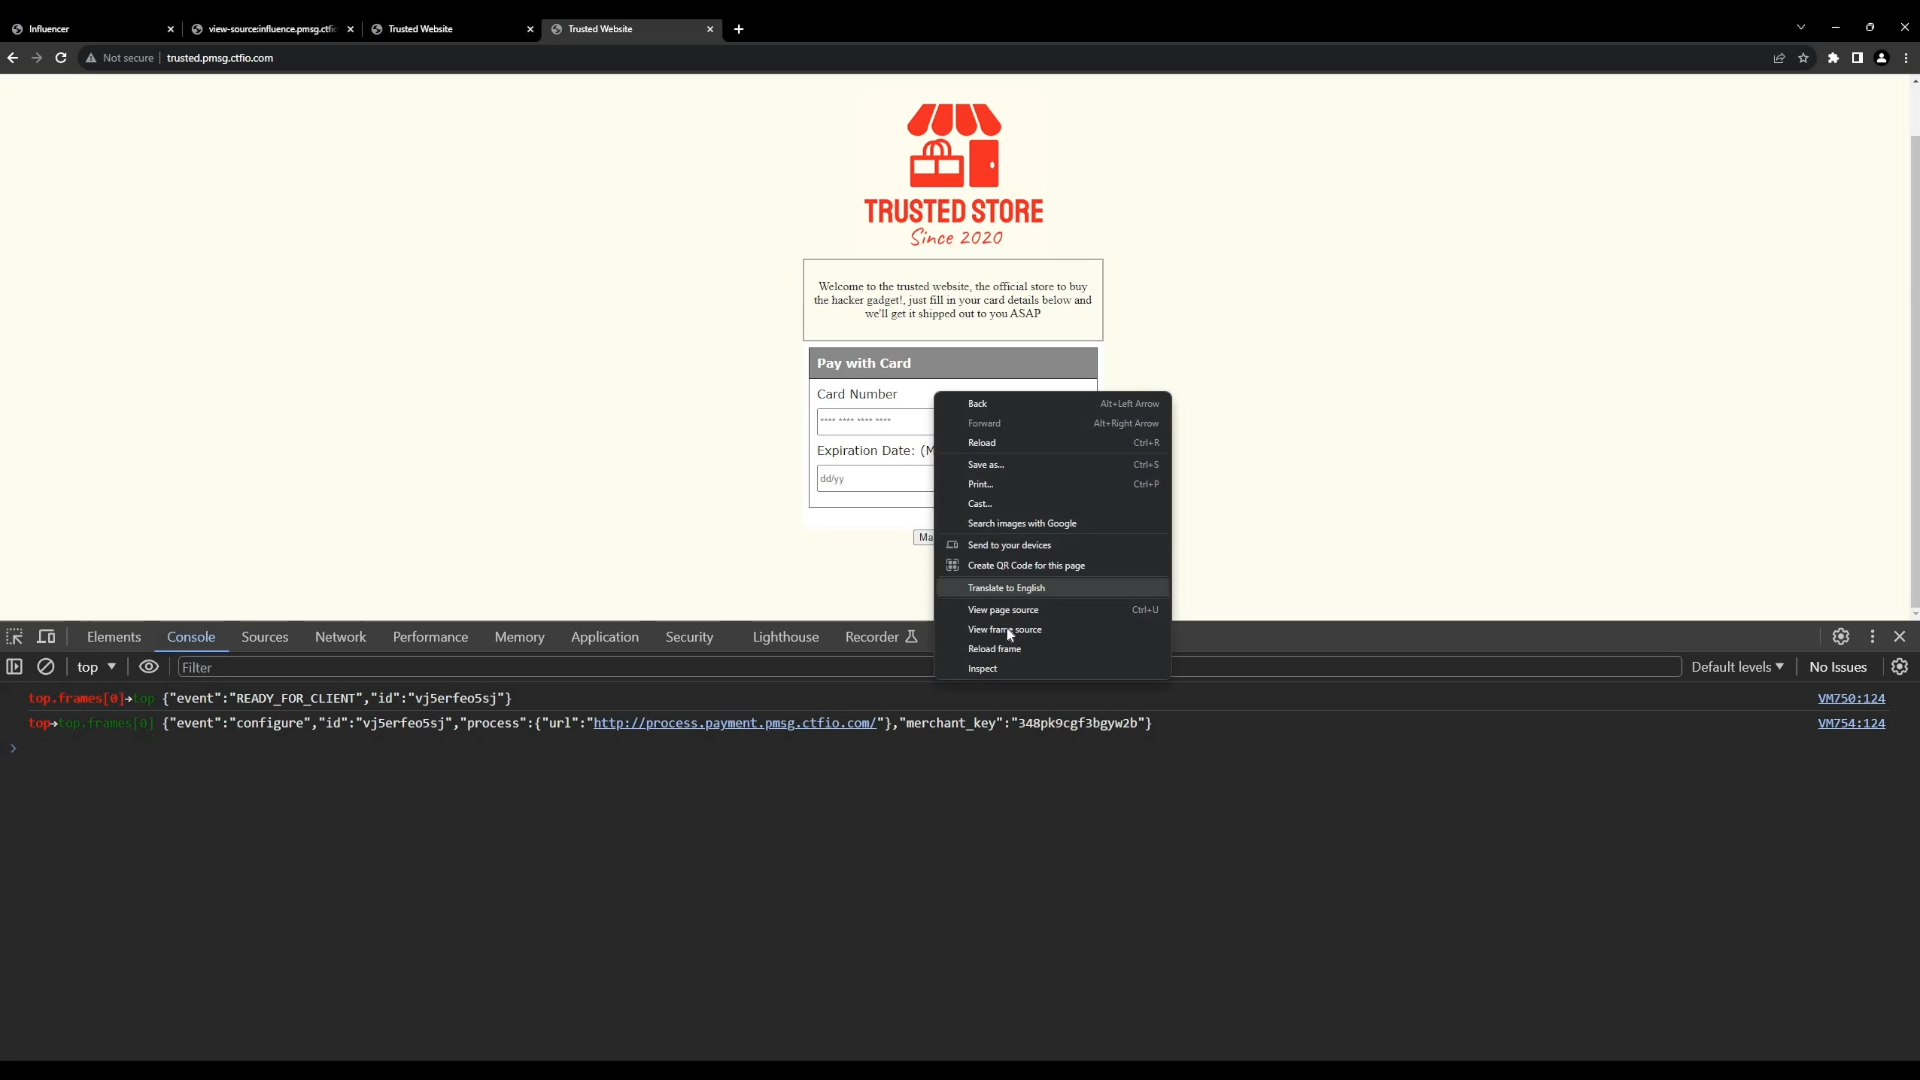 Influencer
view-source:influence.pmsg.ctfi
Trusted Website
Trusted Website
Not secure
trusted.pmsg.ctfio.com
TRUSTED STORE
Since 2020
Welcome to the trusted website, the official store to buy
the hacker gadget!, just fill in your card details below and
we'll get it shipped out to you ASAP
Pay with Card
Card Number
**** **** **** ****
Expiration Date: (M
dd/yy
Ma
Back Alt+Left Arrow
Forward Alt+Right Arrow
Reload Ctrl+R
Save as... Ctrl+S
Print... Ctrl+P
Cast...
Search images with Google
Send to your devices
Create QR Code for this page
Translate to English
View page source Ctrl+U
View frame source
Reload frame
Inspect
Elements Console Sources Network Performance Memory Application Security Lighthouse Recorder
top Filter Default levels No Issues
top.frames[0]→top {"event":"READY_FOR_CLIENT","id":"vj5erfeo5sj"} VM750:124
top→top.frames[0] {"event":"configure","id":"vj5erfeo5sj","process":{"url":"http://process.payment.pmsg.ctfio.com/"},"merchant_key":"348pk9cgf3bgyw2b"} VM754:124